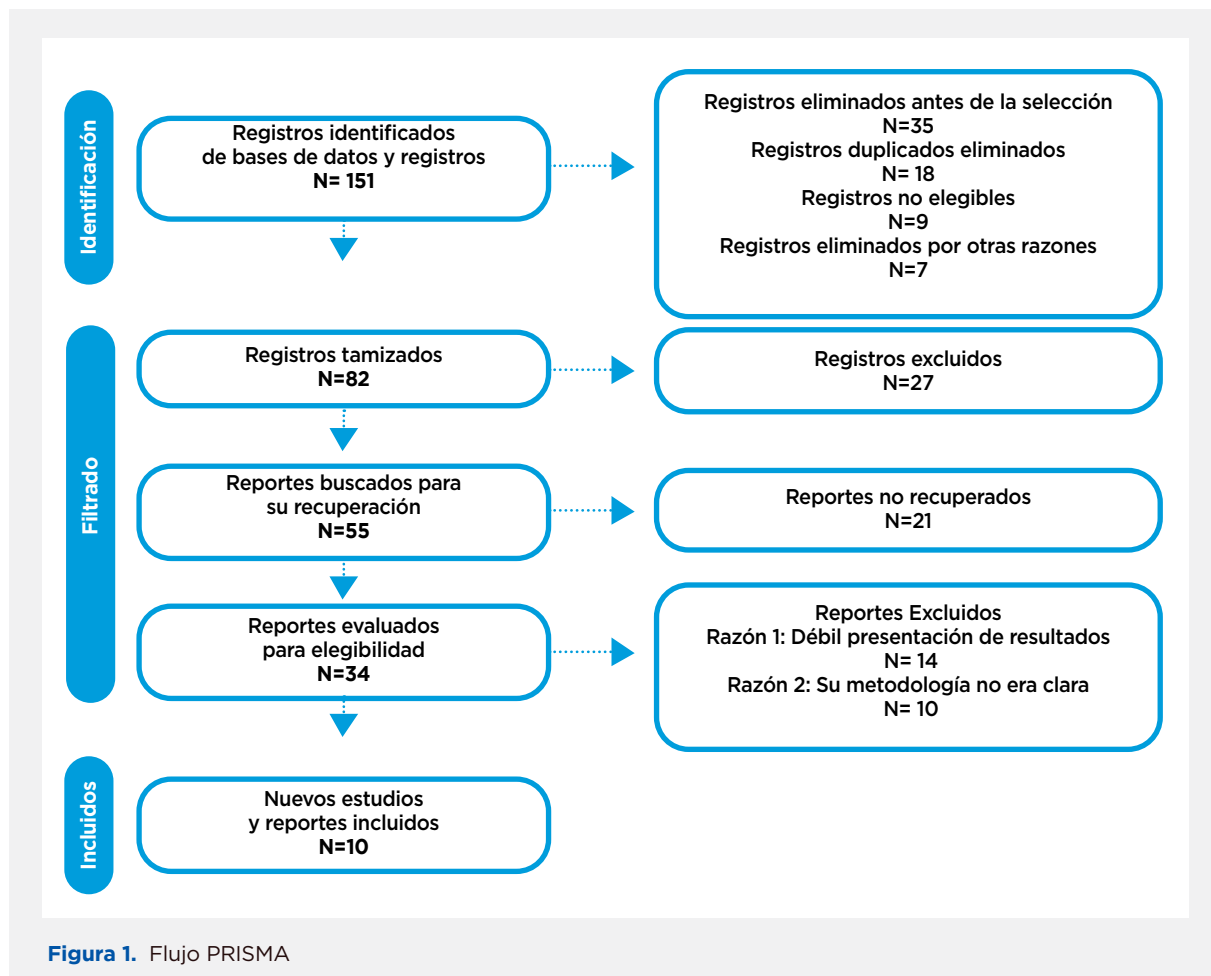 Identificación
Registros identificados
de bases de datos y registros
N= 151
Registros eliminados antes de la selección
N=35
Registros duplicados eliminados
N= 18
Registros no elegibles
N=9
Registros eliminados por otras razones
N=7
Filtrado
Registros tamizados
N=82
Registros excluidos
N=27
Reportes buscados para
su recuperación
N=55
Reportes no recuperados
N=21
Reportes evaluados
para elegibilidad
N=34
Reportes Excluidos
Razón 1: Débil presentación de resultados
N= 14
Razón 2: Su metodología no era clara
N= 10
Incluidos
Nuevos estudios
y reportes incluidos
N=10
Figura 1. Flujo PRISMA